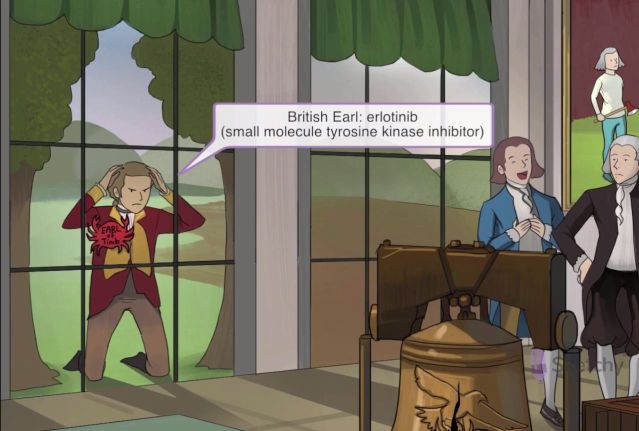 British Earl: erlotinib
(small molecule tyrosine kinase inhibitor)
EARL
of
Tinib
Sketchy